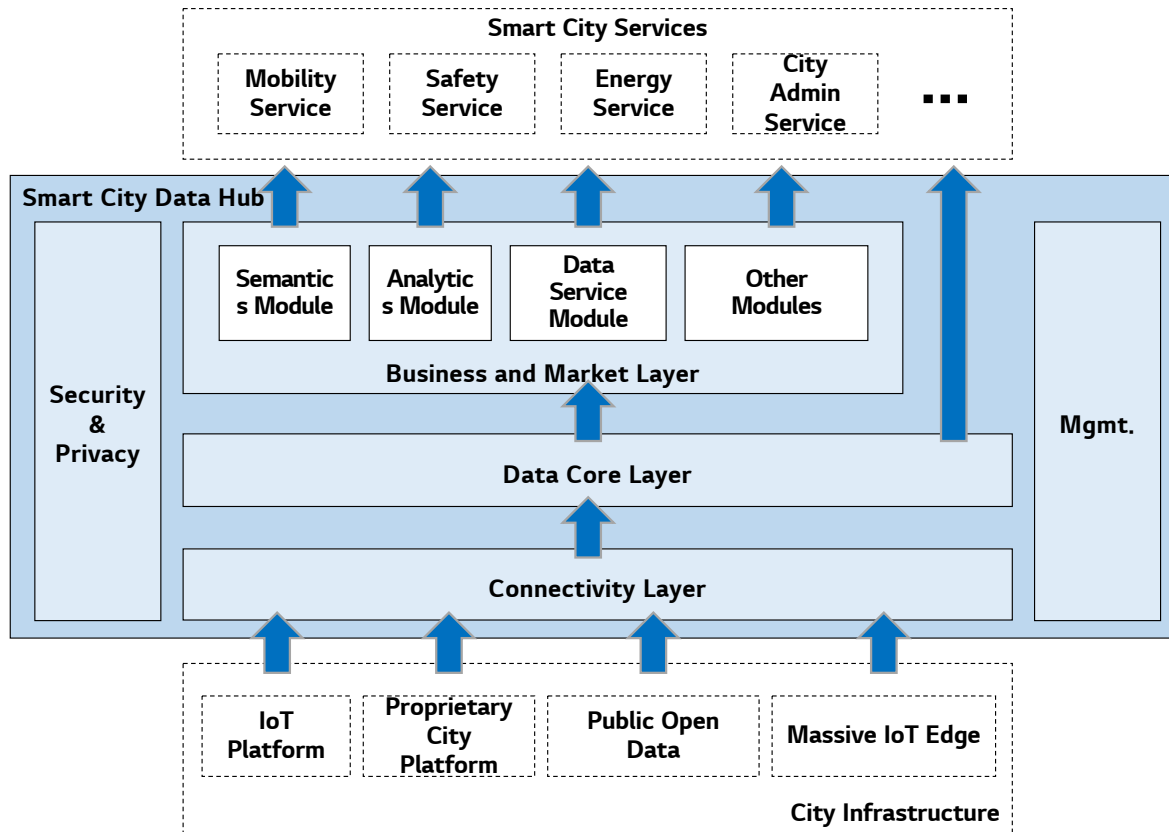 Smart City Services
Mobility
Service
Safety
Service
Energy
Service
City
Admin
Service
...
Smart City Data Hub
Security
&
Privacy
Semantic
s Module
Analytic
s Module
Data
Service
Module
Other
Modules
Business and Market Layer
Mgmt.
Data Core Layer
Connectivity Layer
IoT
Platform
Proprietary
City
Platform
Public Open
Data
Massive IoT Edge
City Infrastructure